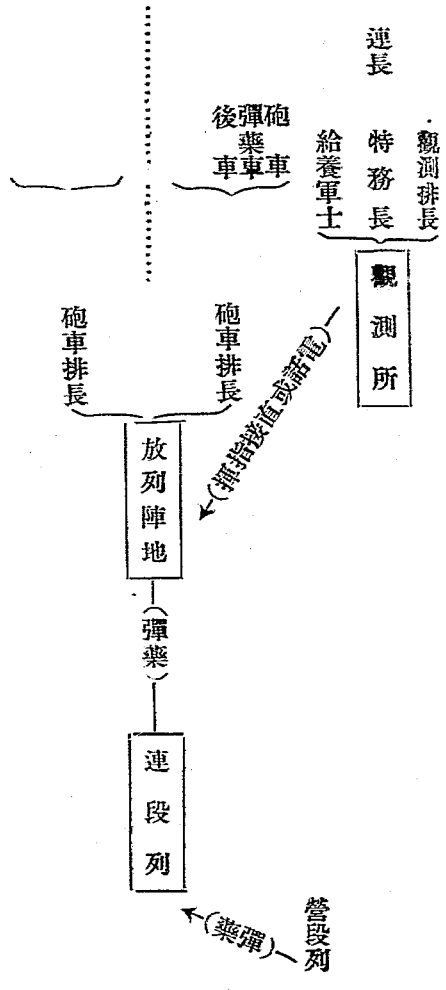 連長
觀測排長
特務長
給養軍士
觀測所
（電話或直接指揮）
砲車
彈藥車
後車
砲車排長
砲車排長
放列陣地
（彈藥）
連段列
營段列
（彈藥）